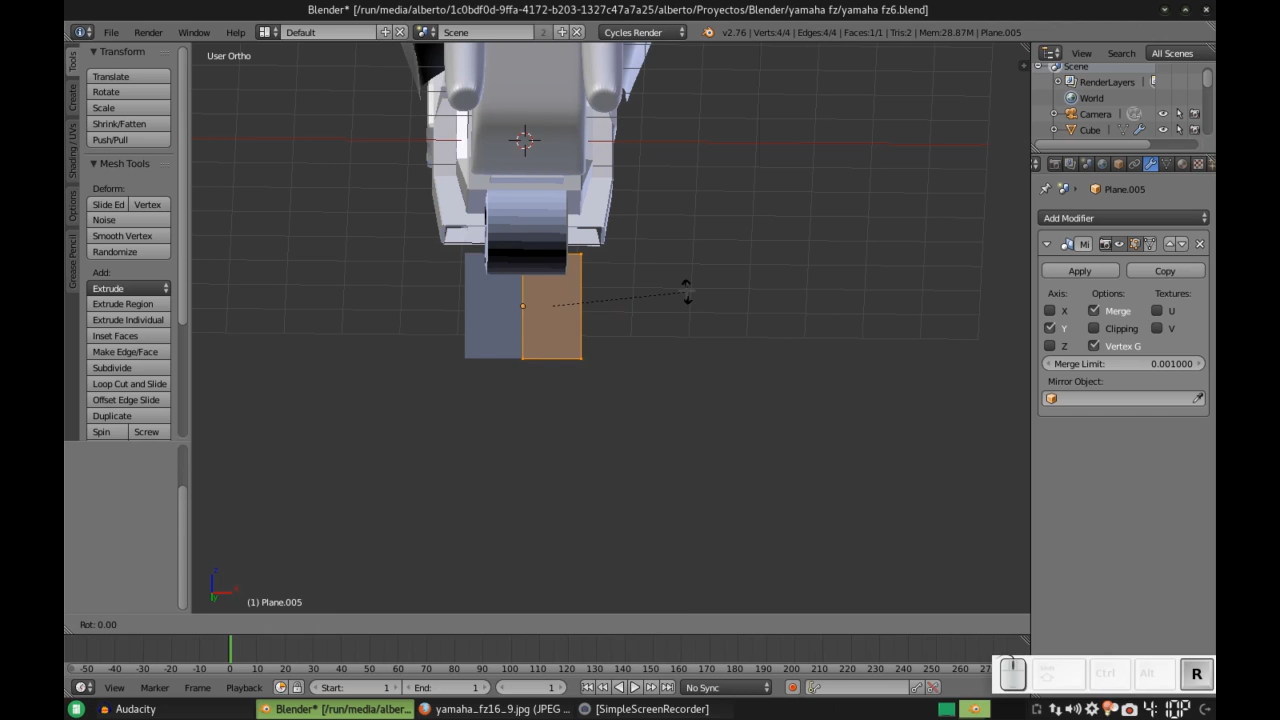 Blender* [/run/media/alberto/1c0bdf0d-9ffa-4172-b203-1327c47a7a25/alberto/Proyectos/Blender/yamaha fz/yamaha fz6.blend]
File Render Window Help Default Scene 2 Cycles Render v2.76 | Verts:4/4 | Edges:4/4 | Faces:1/1 | Tris:2 | Mem:28.87M | Plane.005
View Search All Scenes
Tools
Create
Shading / UVs
Options
Grease Pencil
Transform
Translate
Rotate
Scale
Shrink/Fatten
Push/Pull
Mesh Tools
Deform:
Slide Ed Vertex
Noise
Smooth Vertex
Randomize
Add:
Extrude
Extrude Region
Extrude Individual
Inset Faces
Make Edge/Face
Subdivide
Loop Cut and Slide
Offset Edge Slide
Duplicate
Spin Screw
User Ortho
z
y
(1) Plane.005
Rot: 0.00
Scene
RenderLayers
World
Camera
Cube
Plane.005
Add Modifier
Mi
Apply Copy
Axis: Options: Textures:
X Merge U
Y Clipping V
Z Vertex G
Merge Limit: 0.001000
Mirror Object:
-50 -40 -30 -20 -10 0 10 20 30 40 50 60 70 80 90 100 110 120 130 140 150 160 170 180 190 200 210 220 230 240 250 260
View Marker Frame Playback Start: 1 End: 1 1 No Sync
Ctrl Alt R
Audacity Blender* [/run/media/alber... yamaha_fz16_9.jpg (JPEG ... [SimpleScreenRecorder]